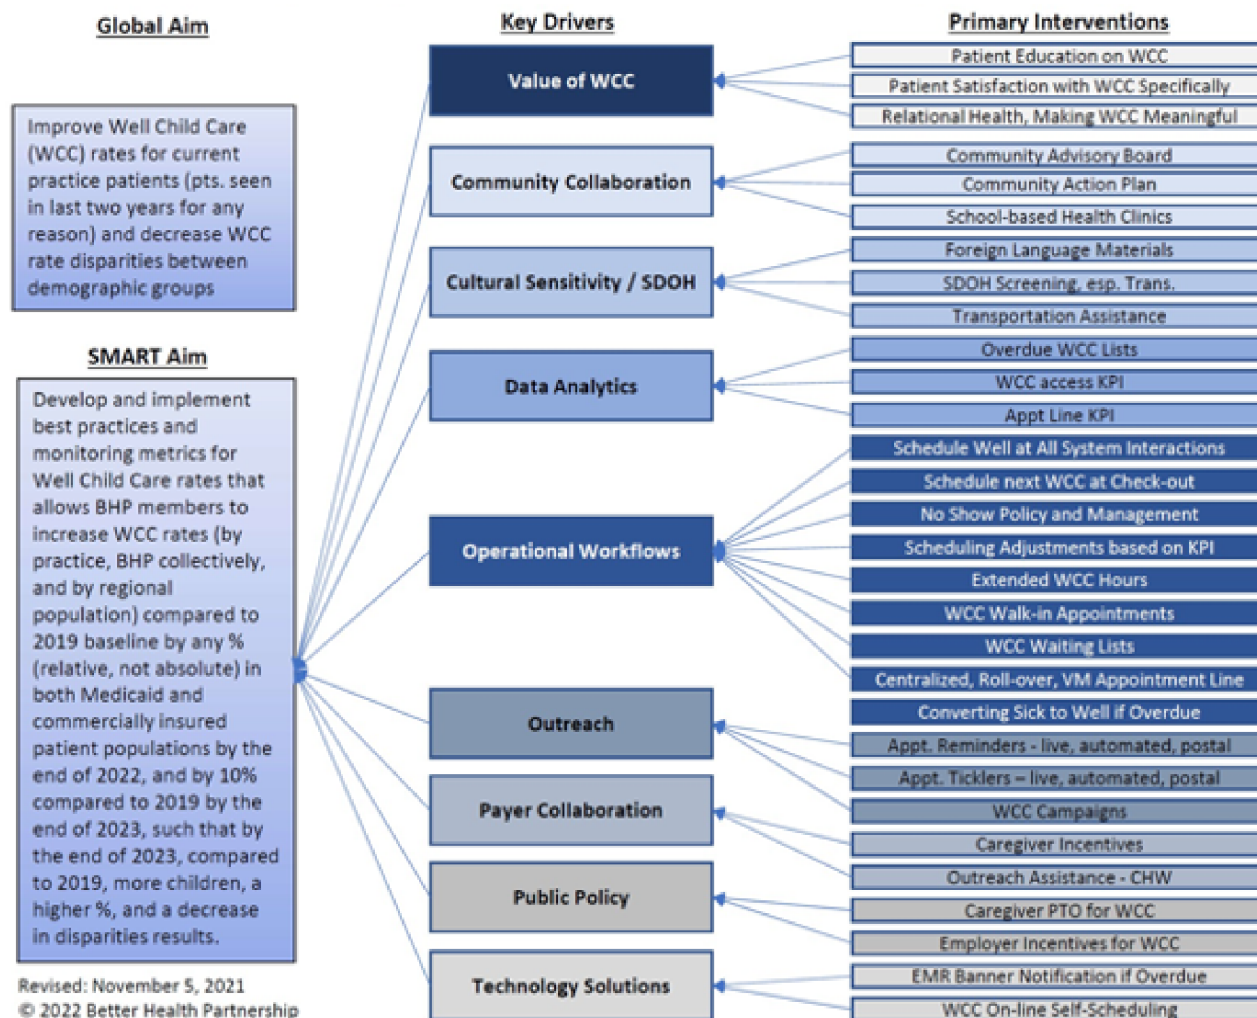 Global Aim
Improve Well Child Care
(WCC) rates for current
practice patients (pts. seen
in last two years for any
reason) and decrease WCC
rate disparities between
demographic groups
SMART Aim
Develop and implement
best practices and
monitoring metrics for
Well Child Care rates that
allows BHP members to
increase WCC rates (by
practice, BHP collectively,
and by regional
population) compared to
2019 baseline by any %
(relative, not absolute) in
both Medicaid and
commercially insured
patient populations by the
end of 2022, and by 10%
compared to 2019 by the
end of 2023, such that by
the end of 2023, compared
to 2019, more children, a
higher %, and a decrease
in disparities results.
Revised: November 5, 2021
© 2022 Better Health Partnership
Key Drivers
Value of WCC
Community Collaboration
Cultural Sensitivity / SDOH
Data Analytics
Operational Workflows
Outreach
Payer Collaboration
Public Policy
Technology Solutions
Primary Interventions
Patient Education on WCC
Patient Satisfaction with WCC Specifically
Relational Health, Making WCC Meaningful
Community Advisory Board
Community Action Plan
School-based Health Clinics
Foreign Language Materials
SDOH Screening, esp. Trans.
Transportation Assistance
Overdue WCC Lists
WCC access KPI
Appt Line KPI
Schedule Well at All System Interactions
Schedule next WCC at Check-out
No Show Policy and Management
Scheduling Adjustments based on KPI
Extended WCC Hours
WCC Walk-in Appointments
WCC Waiting Lists
Centralized, Roll-over, VM Appointment Line
Converting Sick to Well if Overdue
Appt. Reminders - live, automated, postal
Appt. Ticklers – live, automated, postal
WCC Campaigns
Caregiver Incentives
Outreach Assistance - CHW
Caregiver PTO for WCC
Employer Incentives for WCC
EMR Banner Notification if Overdue
WCC On-line Self-Scheduling